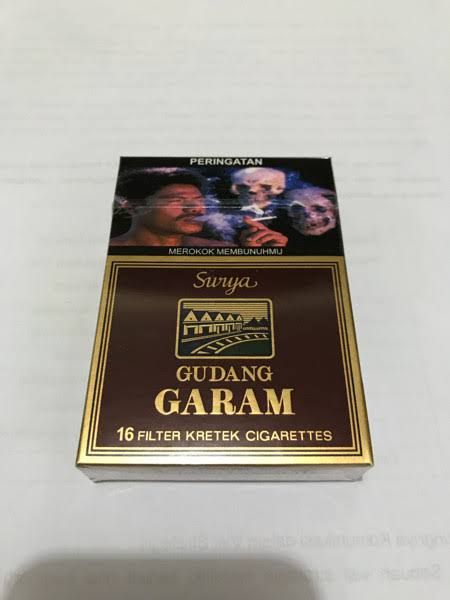 PERINGATAN
MEROKOK MEMBUNUHMU
Surya
GUDANG
GARAM
16 FILTER KRETEK CIGARETTES